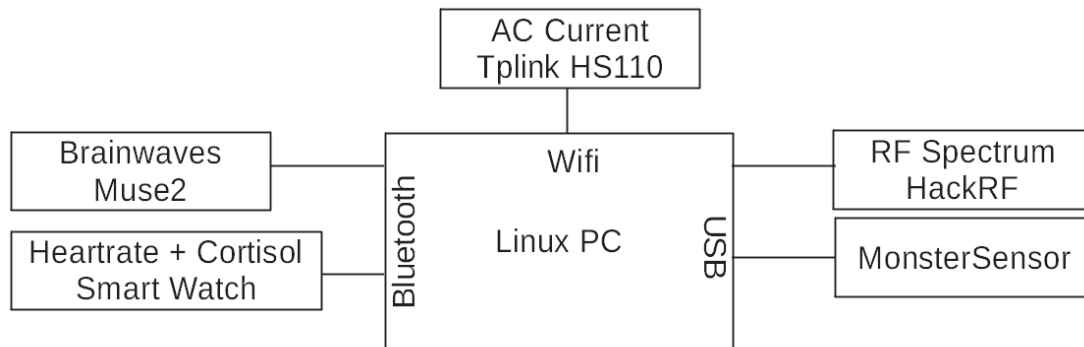 AC Current
Tplink HS110
Brainwaves
Muse2
Heartrate + Cortisol
Smart Watch
Bluetooth
Wifi
Linux PC
USB
RF Spectrum
HackRF
MonsterSensor